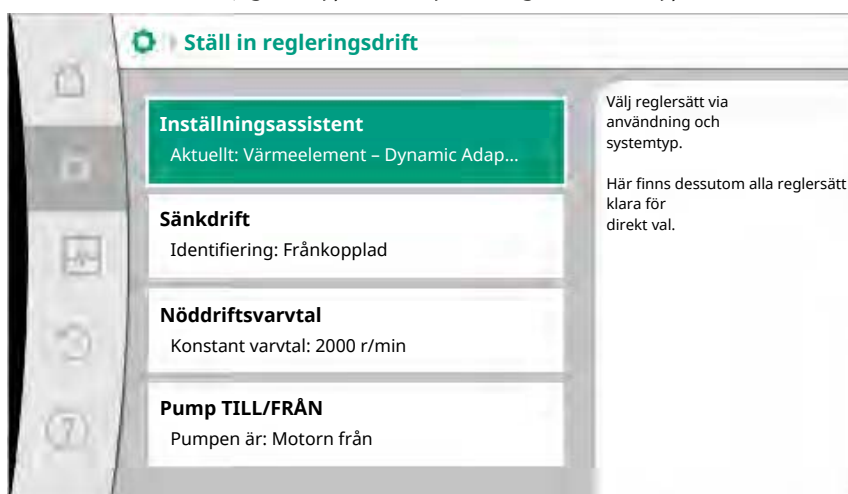 Ställ in regleringsdrift
Inställningsassistent
Aktuellt: Värmeelement – Dynamic Adap...
Sänkdrift
Identifiering: Frånkopplad
Nöddriftsvarvtal
Konstant varvtal: 2000 r/min
Pump TILL/FRÅN
Pumpen är: Motorn från
Välj reglersätt via
användning och
systemtyp.
Här finns dessutom alla reglersätt
klara för
direkt val.